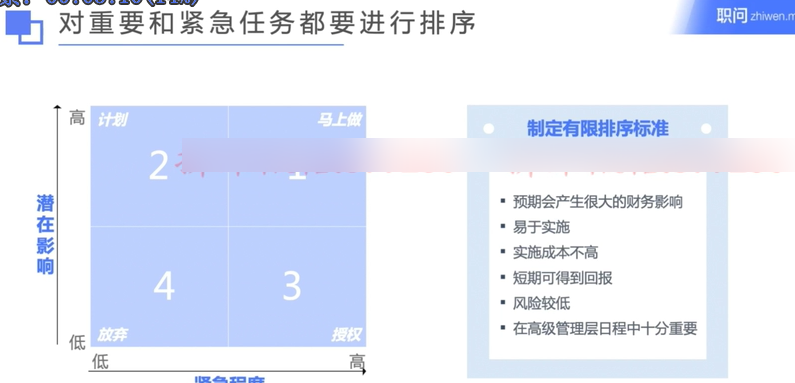 对重要和紧急任务都要进行排序
职问 zhiwen.m
高
计划
马上做
2
1
潜在影响
4
3
放弃
授权
低
低
高
紧急程度
制定有限排序标准
▪ 预期会产生很大的财务影响
▪ 易于实施
▪ 实施成本不高
▪ 短期可得到回报
▪ 风险较低
▪ 在高级管理层日程中十分重要